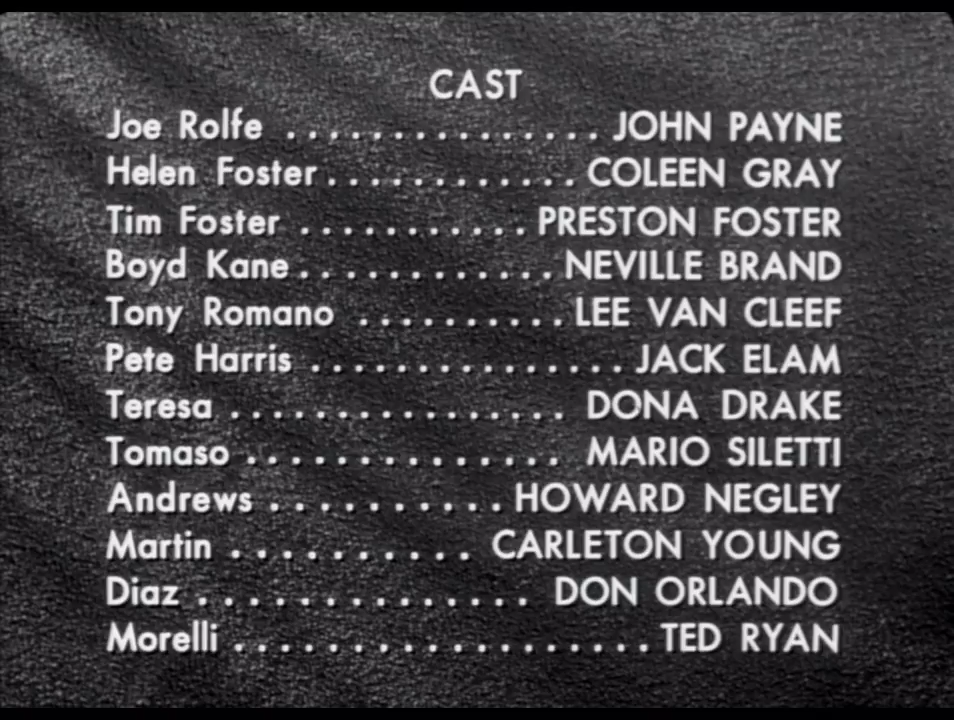 CAST
Joe Rolfe . . . . . . . . . . . . . . . JOHN PAYNE
Helen Foster . . . . . . . . . . . . COLEEN GRAY
Tim Foster . . . . . . . . . . . PRESTON FOSTER
Boyd Kane . . . . . . . . . . . . NEVILLE BRAND
Tony Romano . . . . . . . . . . LEE VAN CLEEF
Pete Harris . . . . . . . . . . . . . . . JACK ELAM
Teresa . . . . . . . . . . . . . . . . DONA DRAKE
Tomaso . . . . . . . . . . . . . . MARIO SILETTI
Andrews . . . . . . . . . . . HOWARD NEGLEY
Martin . . . . . . . . . . . CARLETON YOUNG
Diaz . . . . . . . . . . . . . . . DON ORLANDO
Morelli . . . . . . . . . . . . . . . . . . . TED RYAN